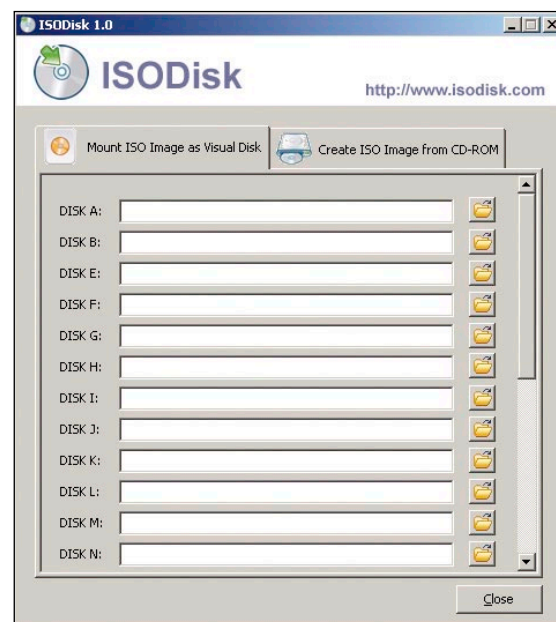 ISODisk 1.0
ISODisk
http://www.isodisk.com
Mount ISO Image as Visual Disk
Create ISO Image from CD-ROM
DISK A:
DISK B:
DISK E:
DISK F:
DISK G:
DISK H:
DISK I:
DISK J:
DISK K:
DISK L:
DISK M:
DISK N:
Close